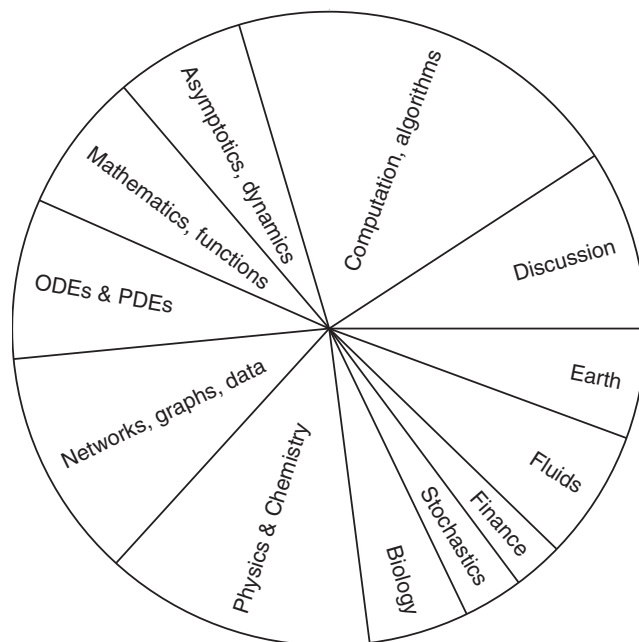 Asymptotics, dynamics
Computation, algorithms
Mathematics, functions
Discussion
ODEs & PDEs
Earth
Networks, graphs, data
Fluids
Physics & Chemistry
Finance
Stochastics
Biology